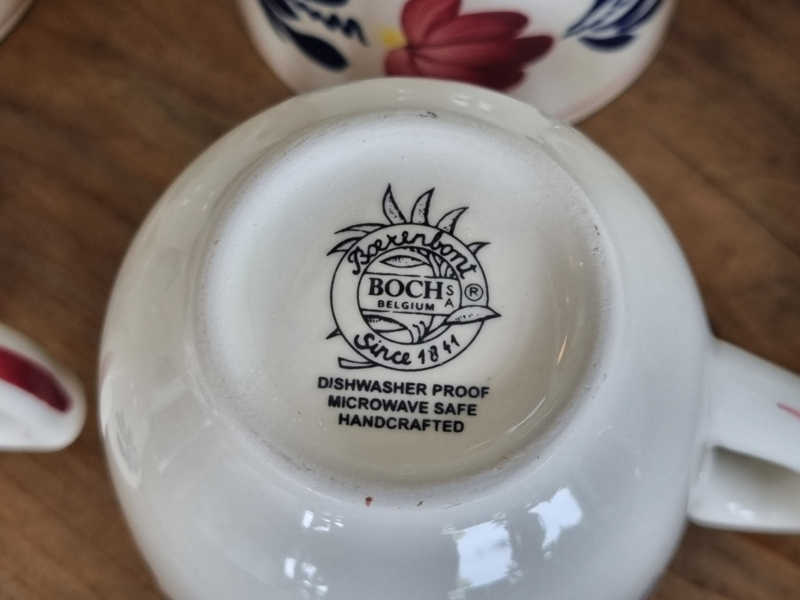 Boerenbont
BOCH S
A ®
BELGIUM
Since 1841
DISHWASHER PROOF
MICROWAVE SAFE
HANDCRAFTED